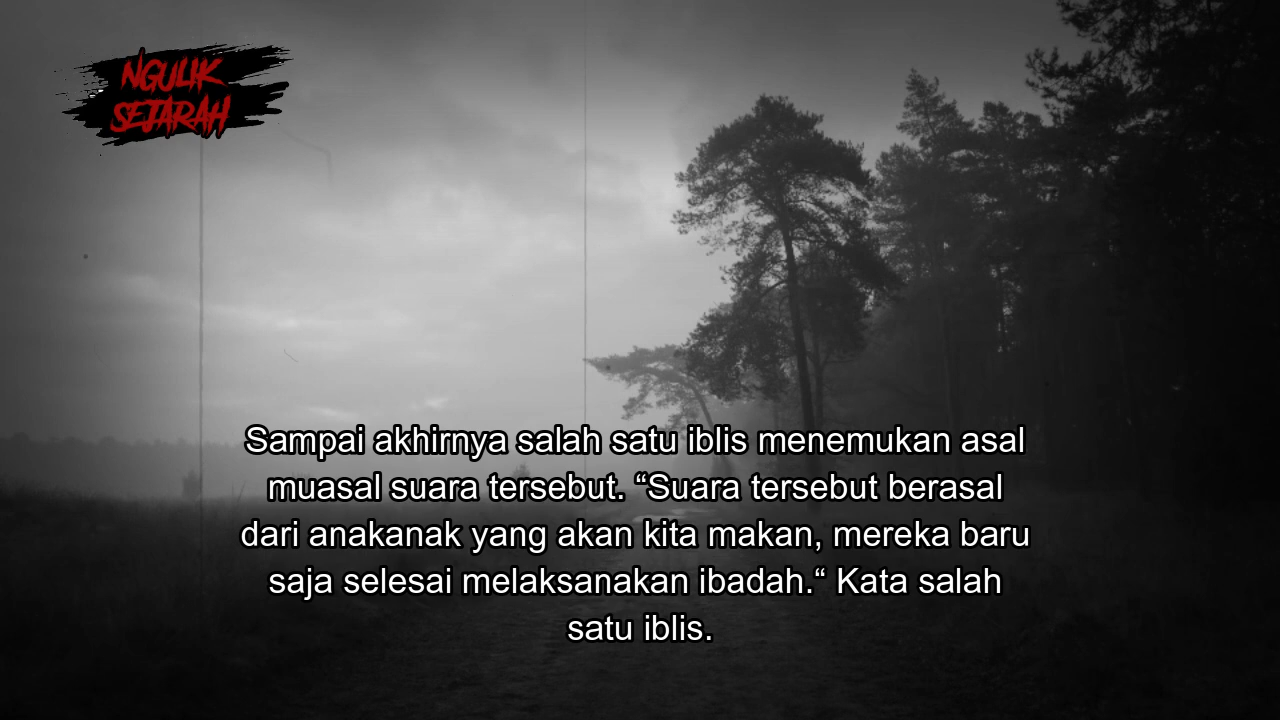 NGULIK
SEJARAH
Sampai akhirnya salah satu iblis menemukan asal
muasal suara tersebut. “Suara tersebut berasal
dari anakanak yang akan kita makan, mereka baru
saja selesai melaksanakan ibadah.“ Kata salah
satu iblis.